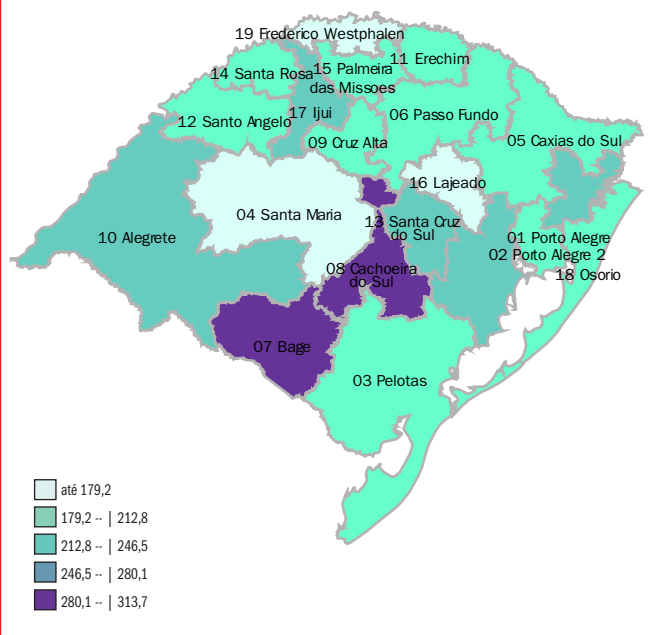 19 Frederico Westphalen
11 Erechim
14 Santa Rosa
15 Palmeira
das Missoes
17 Ijui
06 Passo Fundo
12 Santo Angelo
09 Cruz Alta
05 Caxias do Sul
16 Lajeado
04 Santa Maria
13 Santa Cruz
do Sul
10 Alegrete
01 Porto Alegre
02 Porto Alegre 2
08 Cachoeira
do Sul
18 Osorio
07 Bage
03 Pelotas
até 179,2
179,2 -- | 212,8
212,8 -- | 246,5
246,5 -- | 280,1
280,1 -- | 313,7